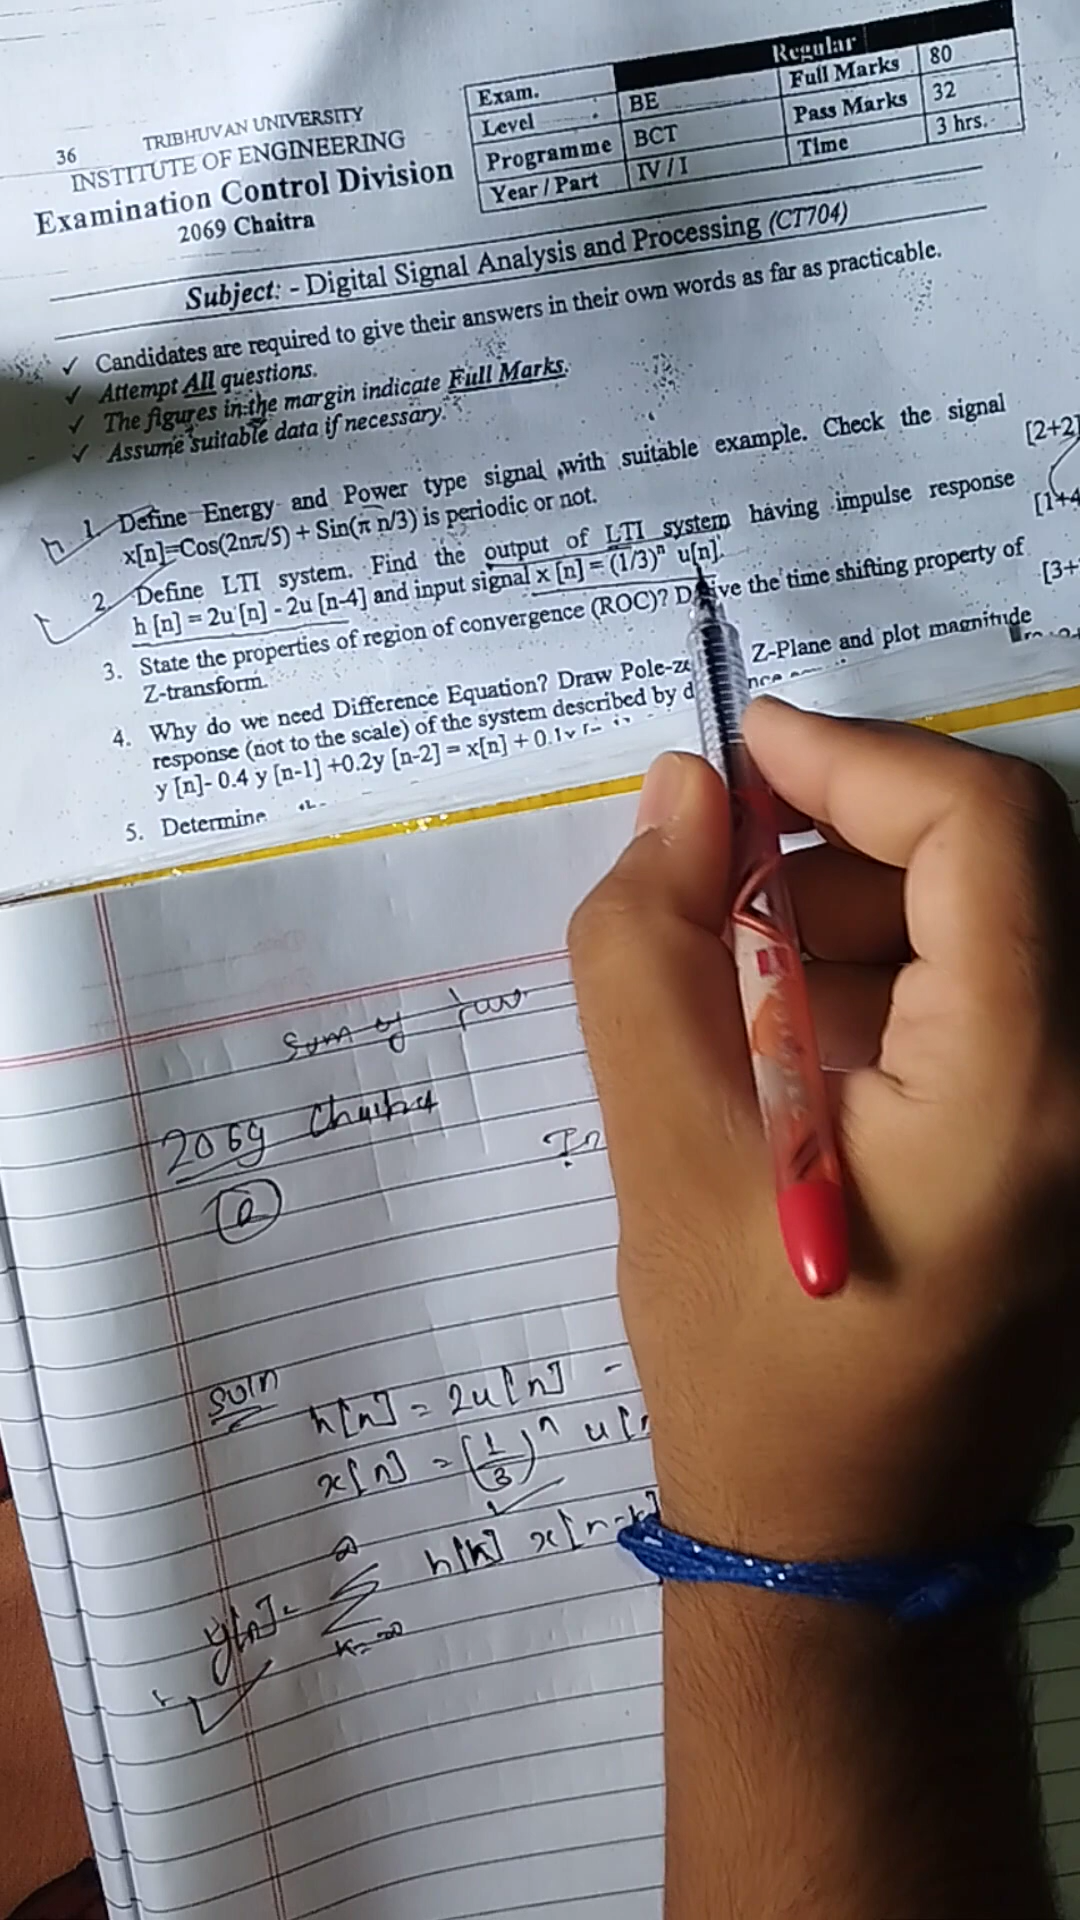 36
TRIBHUVAN UNIVERSITY
INSTITUTE OF ENGINEERING
Examination Control Division
2069 Chaitra
Exam. Regular
Level BE Full Marks 80
Programme BCT Pass Marks 32
Year / Part IV / I Time 3 hrs.
Subject: - Digital Signal Analysis and Processing (CT704)
✓ Candidates are required to give their answers in their own words as far as practicable.
✓ Attempt All questions.
✓ The figures in the margin indicate Full Marks.
✓ Assume suitable data if necessary.
1. Define Energy and Power type signal with suitable example. Check the signal
x[n]=Cos(2nπ/5) + Sin(π n/3) is periodic or not. [2+2]
2. Define LTI system. Find the output of LTI system having impulse response
h [n] = 2u [n] - 2u [n-4] and input signal x [n] = (1/3)ⁿ u[n]. [1+4
3. State the properties of region of convergence (ROC)? the time shifting property of
Z-transform. [3+
4. Why do we need Difference Equation? Draw Z-Plane and plot magnitude
response (not to the scale) of the system described by
y [n]- 0.4 y [n-1] +0.2y [n-2] = x[n] + 0.1
5. Determine
Sum of
2069 Chaitra
②
Soln
h[n] = 2u[n] -
x[n] = (1/3)ⁿ u[
y[n] = ∑ h[k] x[n-k]
k=-∞